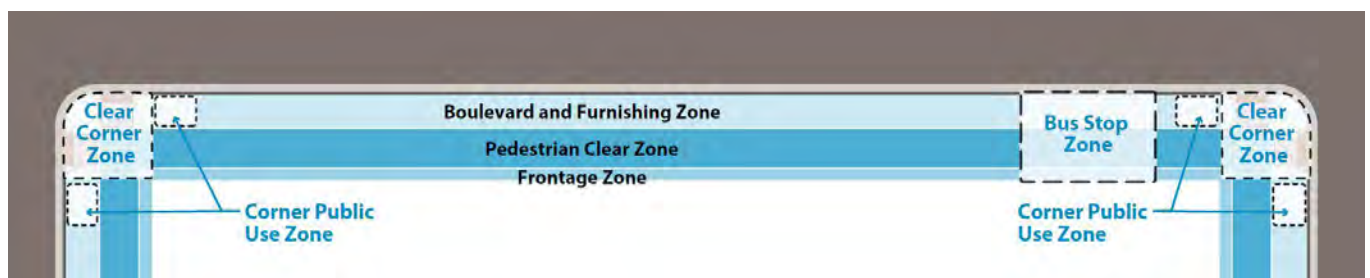 Clear
Corner
Zone
Boulevard and Furnishing Zone
Pedestrian Clear Zone
Frontage Zone
Bus Stop
Zone
Clear
Corner
Zone
Corner Public
Use Zone
Corner Public
Use Zone